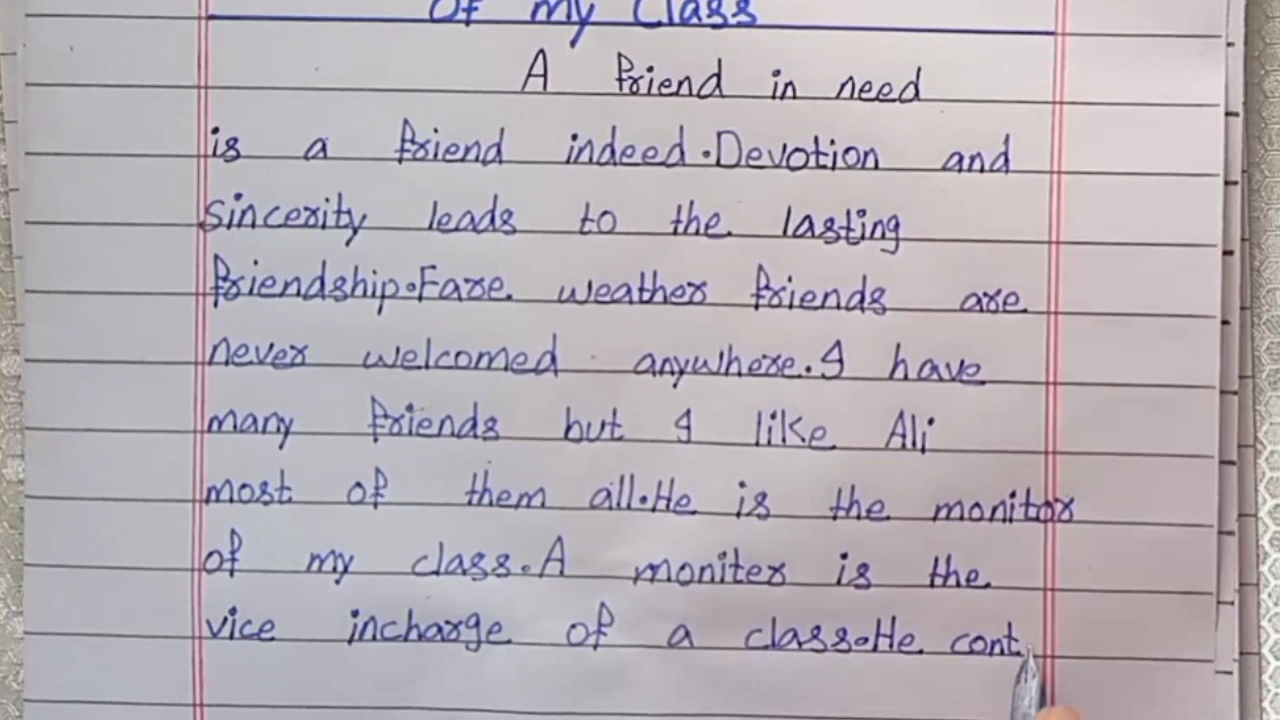 Of my Class
A friend in need
is a friend indeed. Devotion and
sincerity leads to the lasting
friendship. Fare weather friends are
never welcomed anywhere. I have
many friends but I like Ali
most of them all. He is the monitor
of my class. A moniter is the
vice incharge of a class. He cont